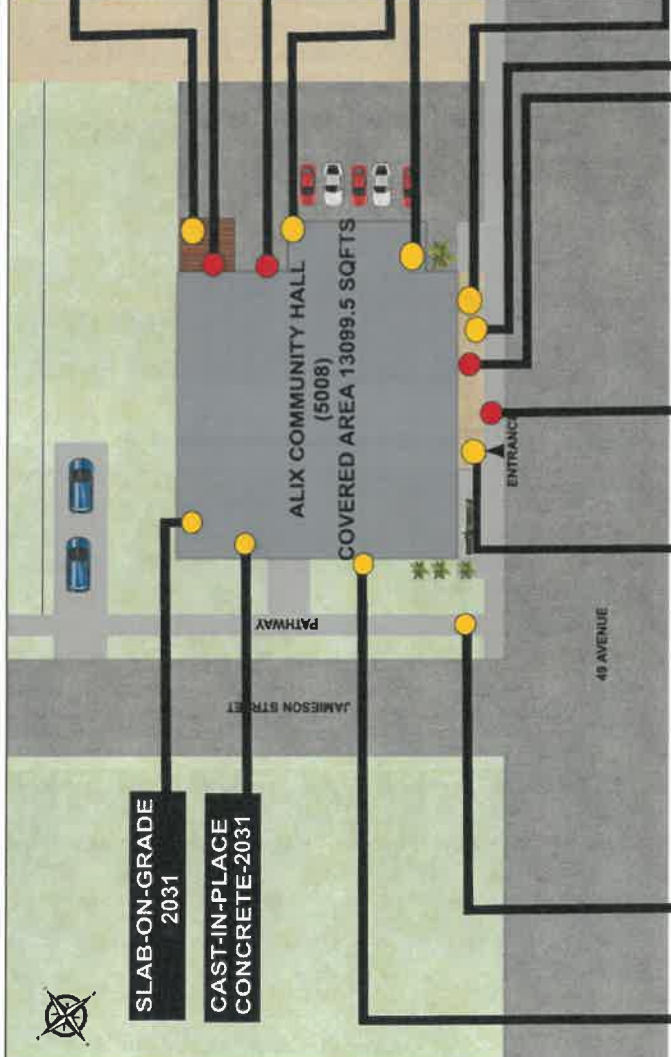 SLAB-ON-GRADE
2031
CAST-IN-PLACE
CONCRETE-2031
ALIX COMMUNITY HALL
(5008)
COVERED AREA 13099.5 SQFTS
PATHWAY
JAMIESON STREET
ENTRANCE
49 AVENUE